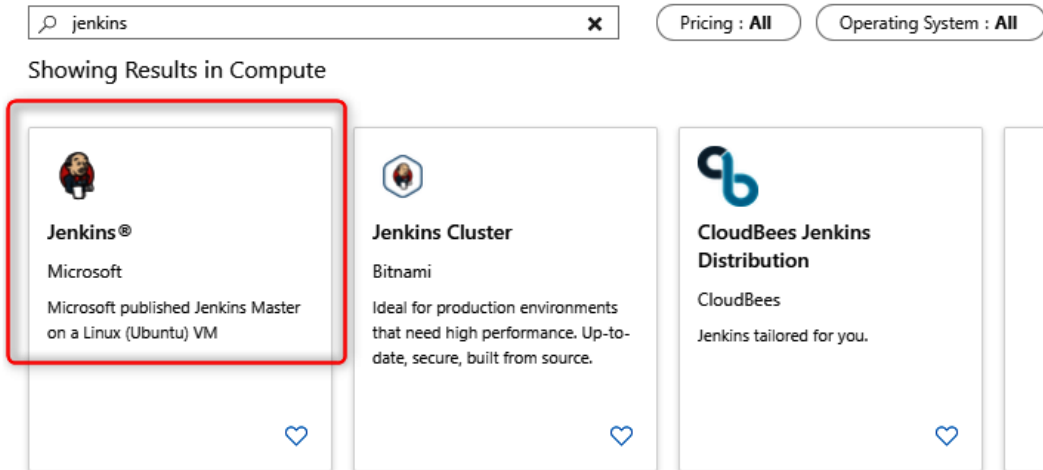 jenkins
Pricing : All
Operating System : All
Showing Results in Compute
Jenkins®
Microsoft
Microsoft published Jenkins Master
on a Linux (Ubuntu) VM
Jenkins Cluster
Bitnami
Ideal for production environments
that need high performance. Up-to-
date, secure, built from source.
CloudBees Jenkins
Distribution
CloudBees
Jenkins tailored for you.